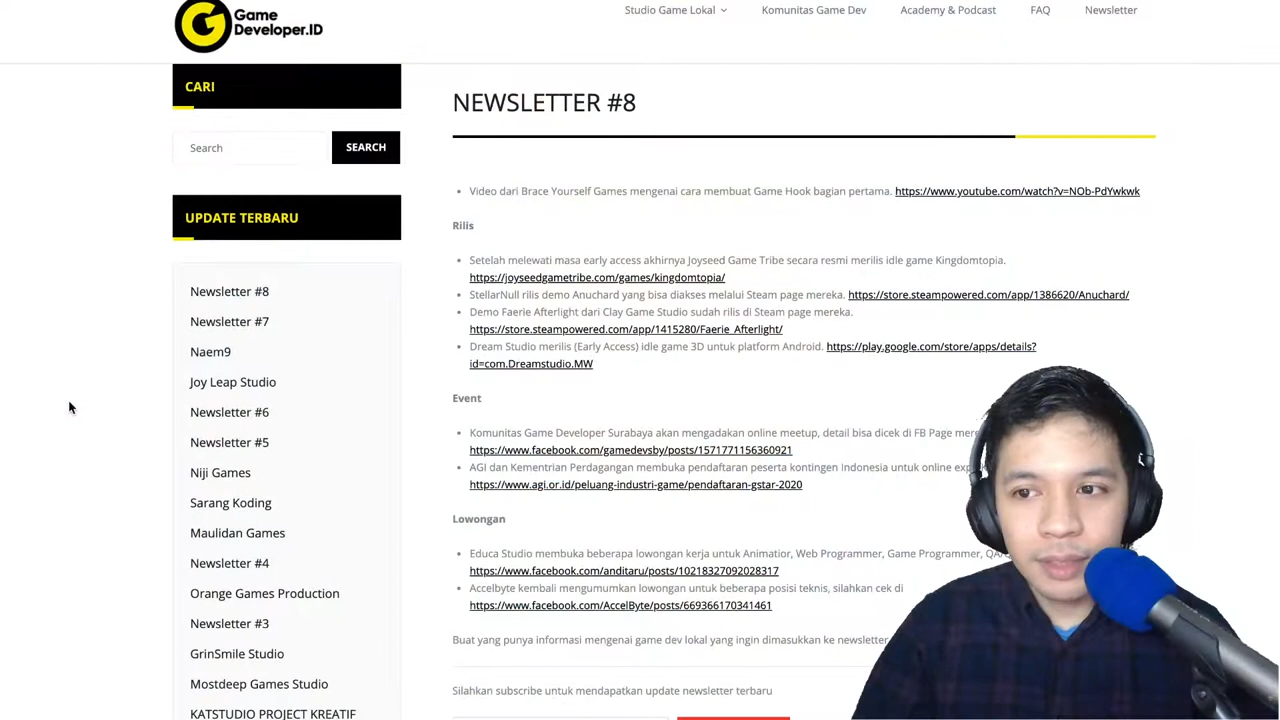 Game
Developer.ID
Studio Game Lokal
Komunitas Game Dev
Academy & Podcast
FAQ
Newsletter
CARI
Search
SEARCH
UPDATE TERBARU
Newsletter #8
Newsletter #7
Naem9
Joy Leap Studio
Newsletter #6
Newsletter #5
Niji Games
Sarang Koding
Maulidan Games
Newsletter #4
Orange Games Production
Newsletter #3
GrinSmile Studio
Mostdeep Games Studio
KATSTUDIO PROJECT KREATIF
NEWSLETTER #8
Video dari Brace Yourself Games mengenai cara membuat Game Hook bagian pertama. https://www.youtube.com/watch?v=NOb-PdYwkwk
Rilis
Setelah melewati masa early access akhirnya Joyseed Game Tribe secara resmi merilis idle game Kingdomtopia.
https://joyseedgametribe.com/games/kingdomtopia/
StellarNull rilis demo Anuchard yang bisa diakses melalui Steam page mereka. https://store.steampowered.com/app/1386620/Anuchard/
Demo Faerie Afterlight dari Clay Game Studio sudah rilis di Steam page mereka.
https://store.steampowered.com/app/1415280/Faerie_Afterlight/
Dream Studio merilis (Early Access) idle game 3D untuk platform Android. https://play.google.com/store/apps/details?
id=com.Dreamstudio.MW
Event
Komunitas Game Developer Surabaya akan mengadakan online meetup, detail bisa dicek di FB Page
https://www.facebook.com/gamedevsby/posts/1571771156360921
AGI dan Kementrian Perdagangan membuka pendaftaran peserta kontingen Indonesia untuk online
https://www.agi.or.id/peluang-industri-game/pendaftaran-gstar-2020
Lowongan
Educa Studio membuka beberapa lowongan kerja untuk Animatior, Web Programmer, Game Programmer,
https://www.facebook.com/anditaru/posts/10218327092028317
Accelbyte kembali mengumumkan lowongan untuk beberapa posisi teknis, silahkan cek di
https://www.facebook.com/AccelByte/posts/669366170341461
Buat yang punya informasi mengenai game dev lokal yang ingin dimasukkan ke newsletter
Silahkan subscribe untuk mendapatkan update newsletter terbaru